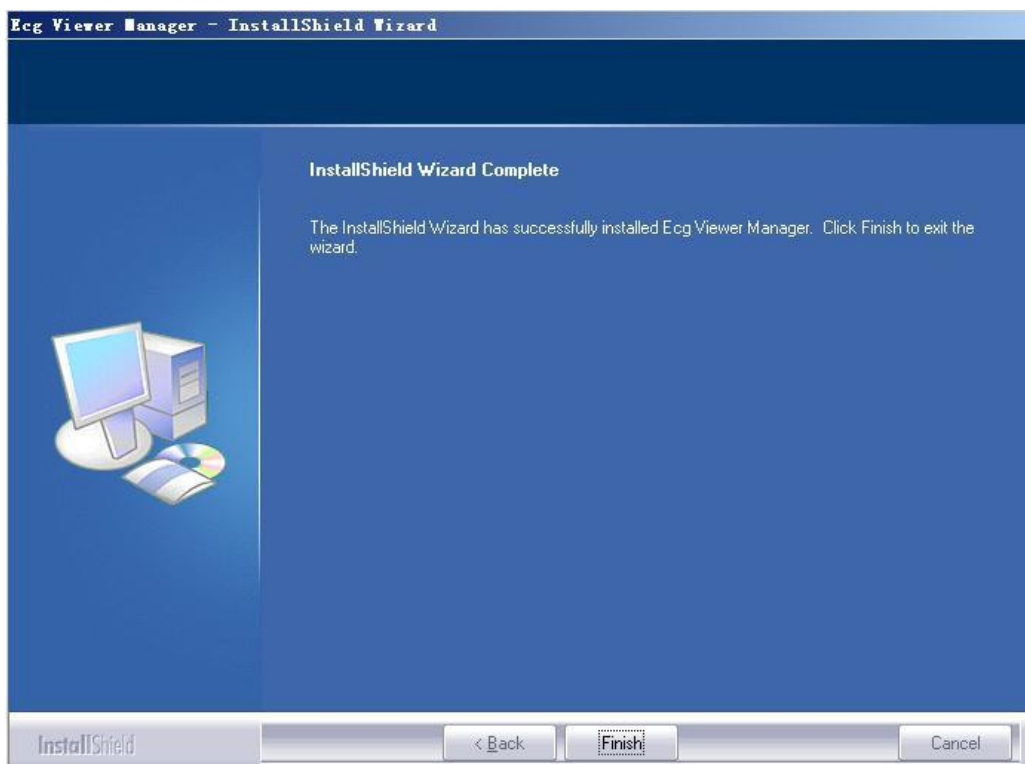 Ecg Viewer Manager - InstallShield Wizard
InstallShield Wizard Complete
The InstallShield Wizard has successfully installed Ecg Viewer Manager. Click Finish to exit the
wizard.
InstallShield
< Back
Finish
Cancel